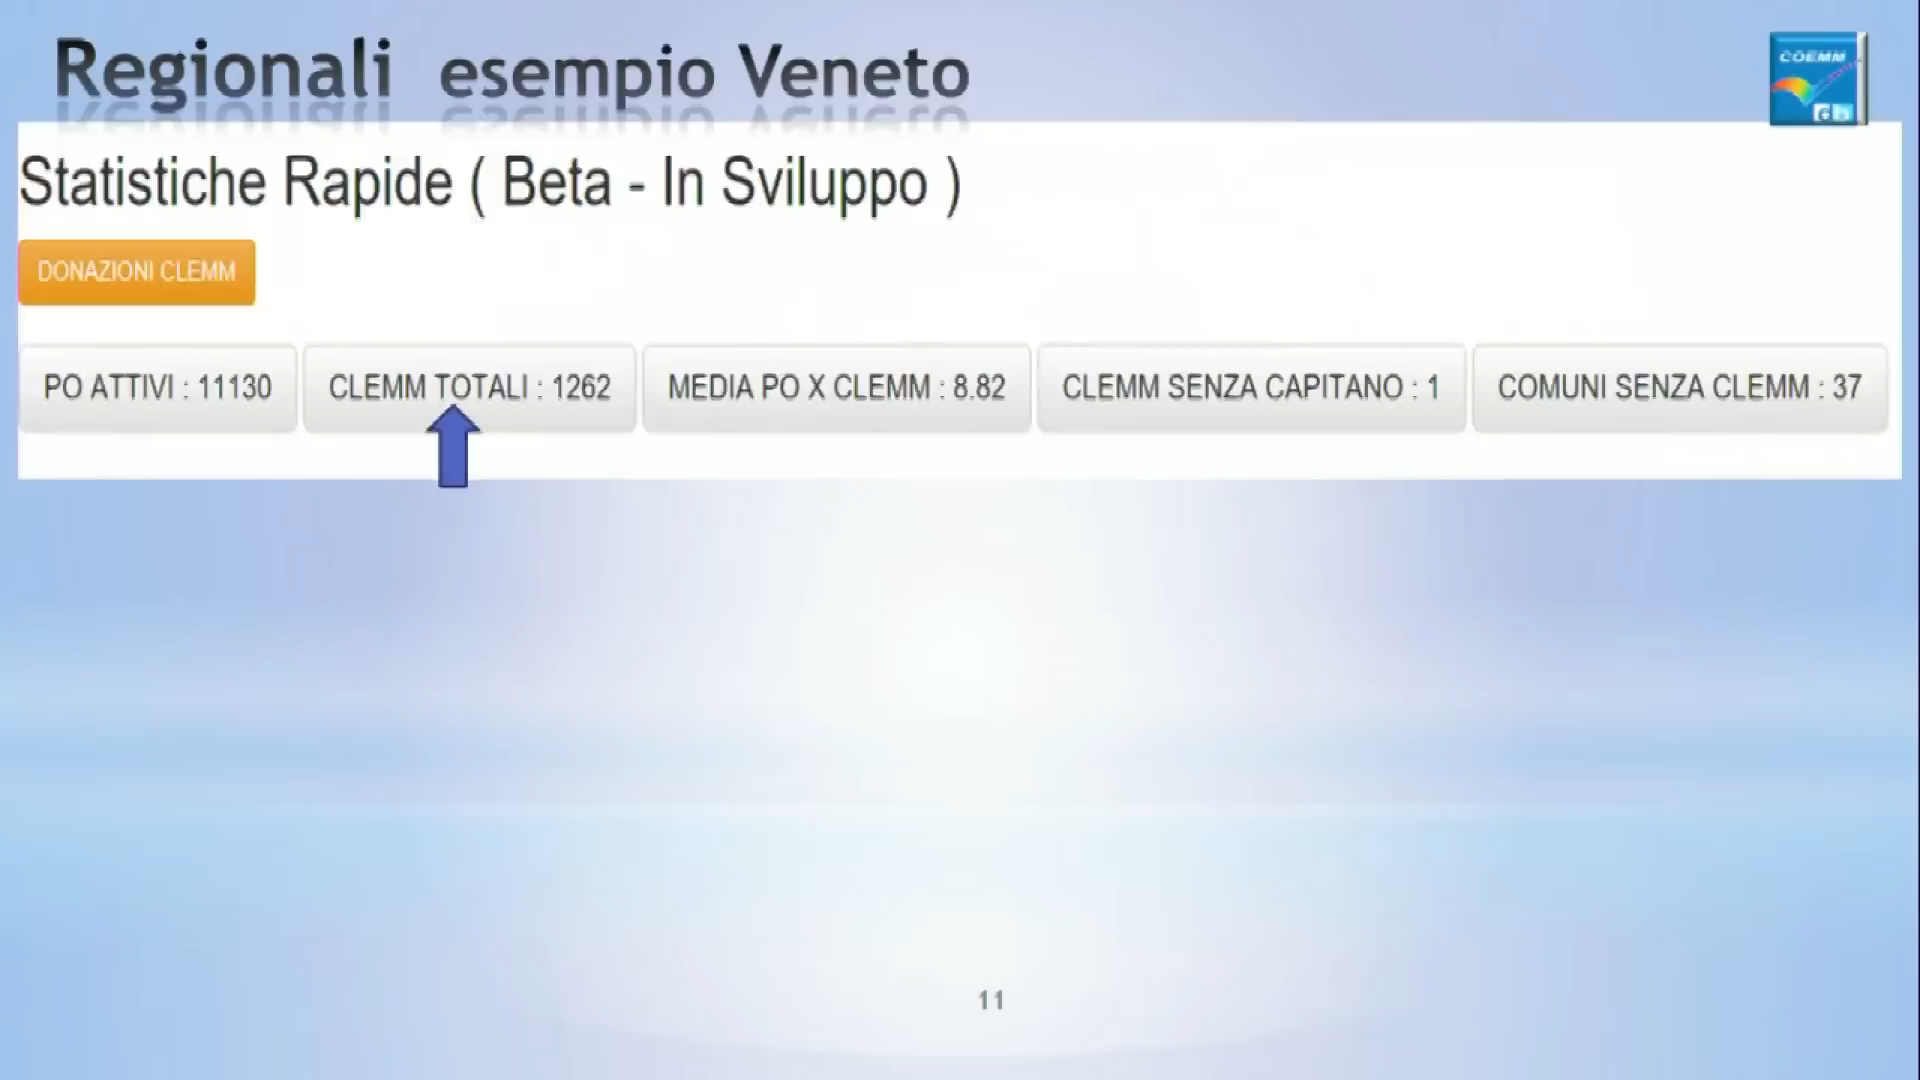 Regionali esempio Veneto
COEMM
Statistiche Rapide ( Beta - In Sviluppo )
DONAZIONI CLEMM
PO ATTIVI : 11130
CLEMM TOTALI : 1262
MEDIA PO X CLEMM : 8.82
CLEMM SENZA CAPITANO : 1
COMUNI SENZA CLEMM : 37
11